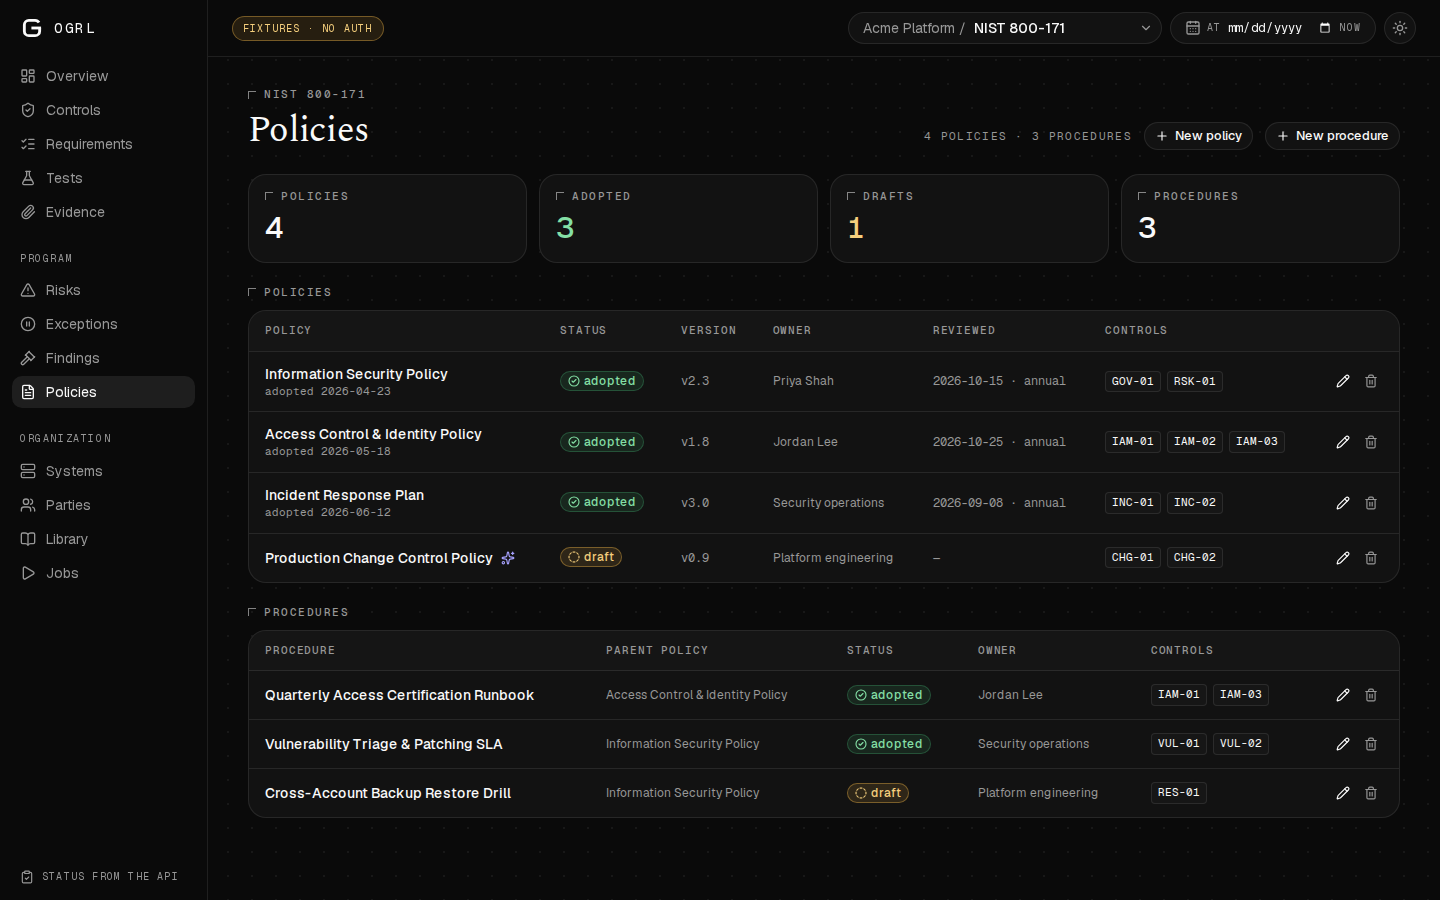 OGRL
FIXTURES · NO AUTH
Acme Platform / NIST 800-171
AT mm/dd/yyyy NOW
Overview
Controls
Requirements
Tests
Evidence
PROGRAM
Risks
Exceptions
Findings
Policies
ORGANIZATION
Systems
Parties
Library
Jobs
STATUS FROM THE API
NIST 800-171
Policies
4 POLICIES · 3 PROCEDURES
New policy
New procedure
POLICIES
4
ADOPTED
3
DRAFTS
1
PROCEDURES
3
POLICIES
POLICY STATUS VERSION OWNER REVIEWED CONTROLS
Information Security Policy adopted v2.3 Priya Shah 2026-10-15 · annual GOV-01 RSK-01
adopted 2026-04-23
Access Control & Identity Policy adopted v1.8 Jordan Lee 2026-10-25 · annual IAM-01 IAM-02 IAM-03
adopted 2026-05-18
Incident Response Plan adopted v3.0 Security operations 2026-09-08 · annual INC-01 INC-02
adopted 2026-06-12
Production Change Control Policy draft v0.9 Platform engineering — CHG-01 CHG-02
PROCEDURES
PROCEDURE PARENT POLICY STATUS OWNER CONTROLS
Quarterly Access Certification Runbook Access Control & Identity Policy adopted Jordan Lee IAM-01 IAM-03
Vulnerability Triage & Patching SLA Information Security Policy adopted Security operations VUL-01 VUL-02
Cross-Account Backup Restore Drill Information Security Policy draft Platform engineering RES-01